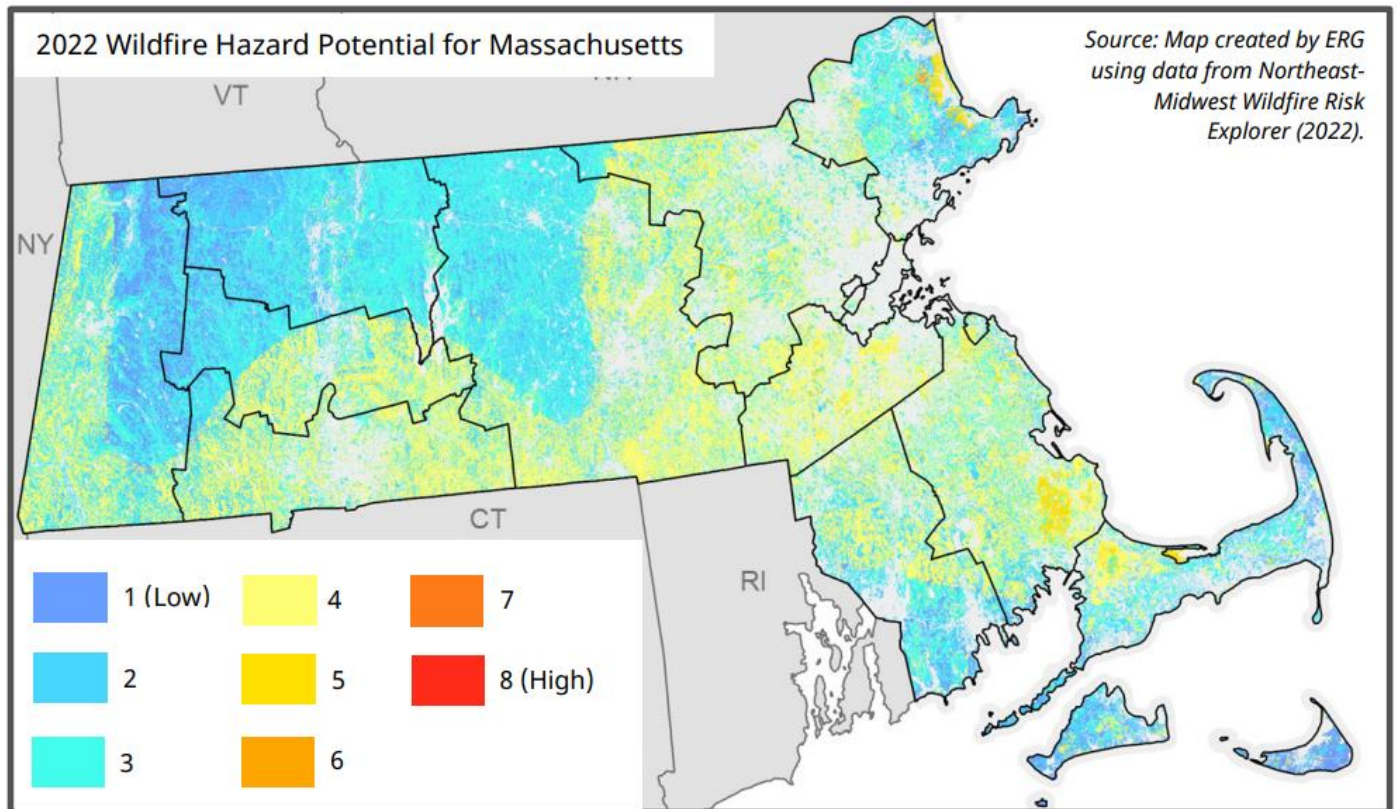 2022 Wildfire Hazard Potential for Massachusetts
Source: Map created by ERG
using data from Northeast-
Midwest Wildfire Risk
Explorer (2022).
VT
NY
CT
RI
1 (Low)
2
3
4
5
6
7
8 (High)